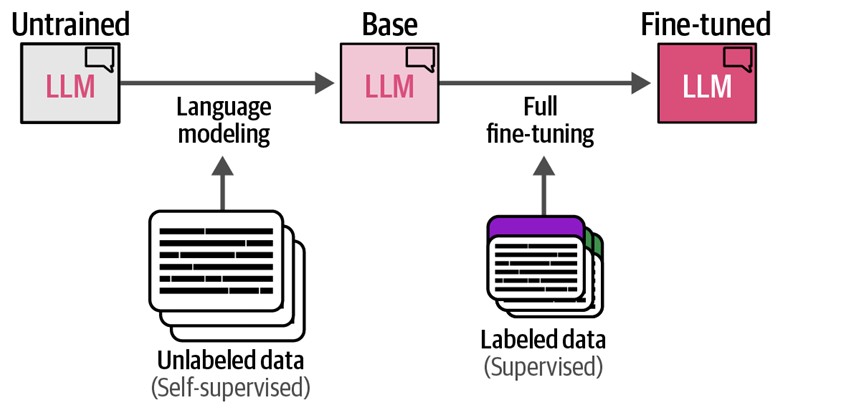 Untrained
Base
Fine-tuned
LLM
LLM
LLM
Language
modeling
Full
fine-tuning
Unlabeled data
(Self-supervised)
Labeled data
(Supervised)